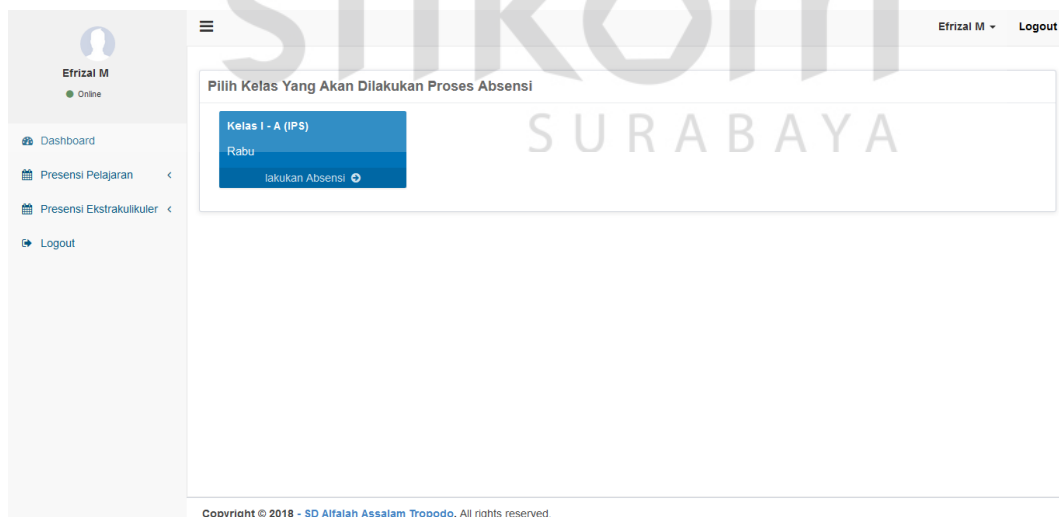 stikom
SURABAYA
Efrizal M
Online
Dashboard
Presensi Pelajaran
Presensi Ekstrakulikuler
Logout
Efrizal M
Logout
Pilih Kelas Yang Akan Dilakukan Proses Absensi
Kelas I - A (IPS)
Rabu
lakukan Absensi
Copyright © 2018 - SD Alfalah Assalam Tropodo. All rights reserved.